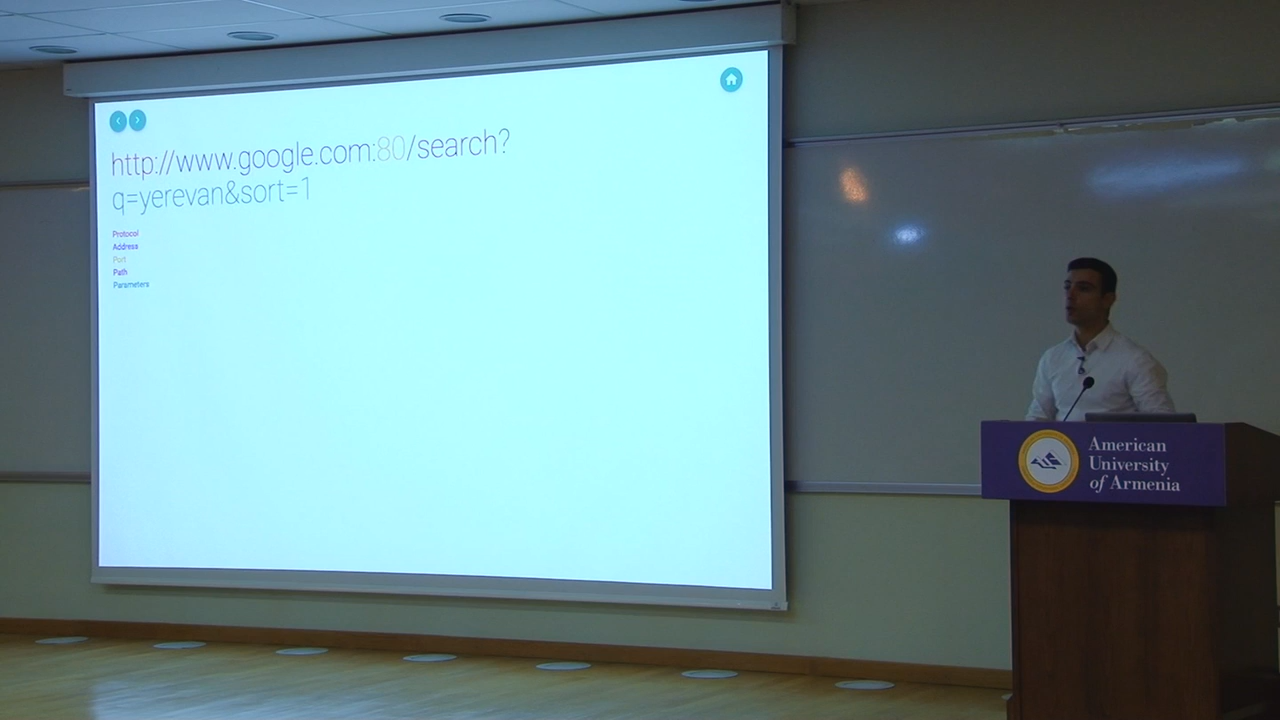 http://www.google.com:80/search?
q=yerevan&sort=1
Protocol
Address
Port
Path
Parameters
American
University
of Armenia